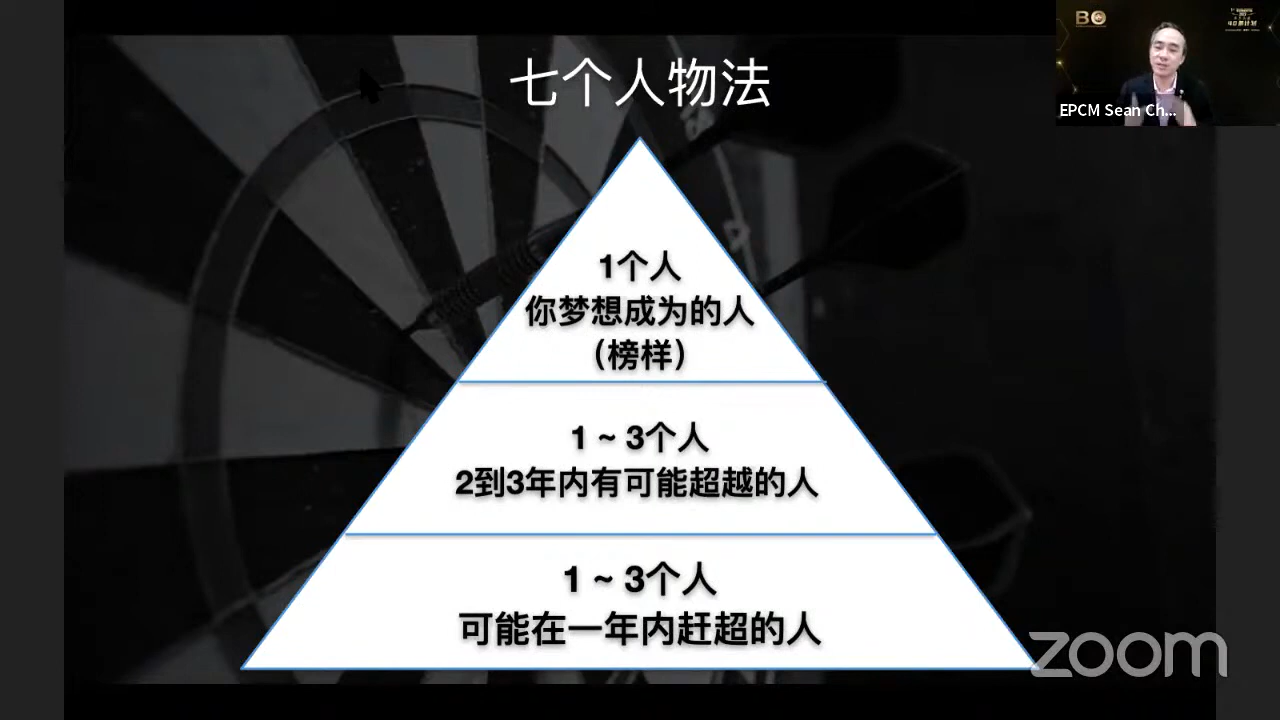 七个人物法
1个人
你梦想成为的人
（榜样）
1 ~ 3个人
2到3年内有可能超越的人
1 ~ 3个人
可能在一年内赶超的人
EPCM Sean Ch...
zoom